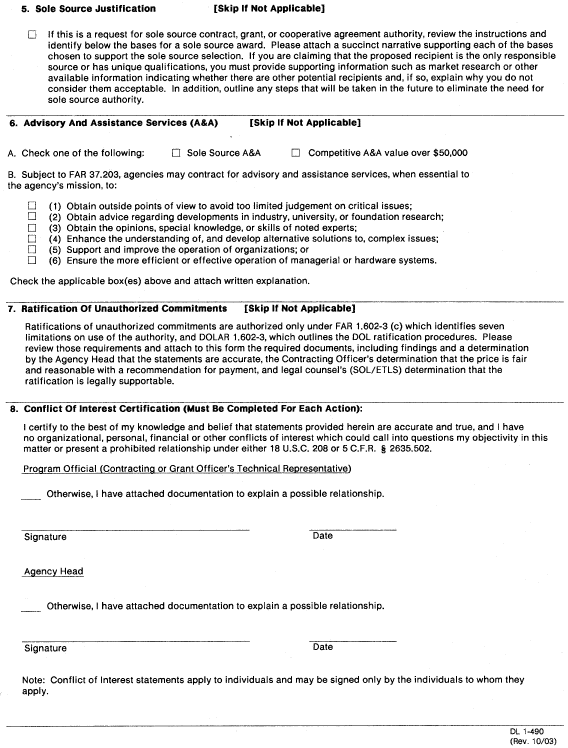 5. Sole Source Justification [Skip If Not Applicable]
☐ If this is a request for sole source contract, grant, or cooperative agreement authority, review the instructions and
identify below the bases for a sole source award. Please attach a succinct narrative supporting each of the bases
chosen to support the sole source selection. If you are claiming that the proposed recipient is the only responsible
source or has unique qualifications, you must provide supporting information such as market research or other
available information indicating whether there are other potential recipients and, if so, explain why you do not
consider them acceptable. In addition, outline any steps that will be taken in the future to eliminate the need for
sole source authority.
6. Advisory And Assistance Services (A&A) [Skip If Not Applicable]
A. Check one of the following: ☐ Sole Source A&A ☐ Competitive A&A value over $50,000
B. Subject to FAR 37.203, agencies may contract for advisory and assistance services, when essential to
the agency's mission, to:
☐ (1) Obtain outside points of view to avoid too limited judgement on critical issues;
☐ (2) Obtain advice regarding developments in industry, university, or foundation research;
☐ (3) Obtain the opinions, special knowledge, or skills of noted experts;
☐ (4) Enhance the understanding of, and develop alternative solutions to, complex issues;
☐ (5) Support and improve the operation of organizations; or
☐ (6) Ensure the more efficient or effective operation of managerial or hardware systems.
Check the applicable box(es) above and attach written explanation.
7. Ratification Of Unauthorized Commitments [Skip If Not Applicable]
Ratifications of unauthorized commitments are authorized only under FAR 1.602-3 (c) which identifies seven
limitations on use of the authority, and DOLAR 1.602-3, which outlines the DOL ratification procedures. Please
review those requirements and attach to this form the required documents, including findings and a determination
by the Agency Head that the statements are accurate, the Contracting Officer's determination that the price is fair
and reasonable with a recommendation for payment, and legal counsel's (SOL/ETLS) determination that the
ratification is legally supportable.
8. Conflict Of Interest Certification (Must Be Completed For Each Action):
I certify to the best of my knowledge and belief that statements provided herein are accurate and true, and I have
no organizational, personal, financial or other conflicts of interest which could call into questions my objectivity in this
matter or present a prohibited relationship under either 18 U.S.C. 208 or 5 C.F.R. § 2635.502.
Program Official (Contracting or Grant Officer's Technical Representative)
____ Otherwise, I have attached documentation to explain a possible relationship.
Signature Date
Agency Head
____ Otherwise, I have attached documentation to explain a possible relationship.
Signature Date
Note: Conflict of Interest statements apply to individuals and may be signed only by the individuals to whom they
apply.
DL 1-490
(Rev. 10/03)